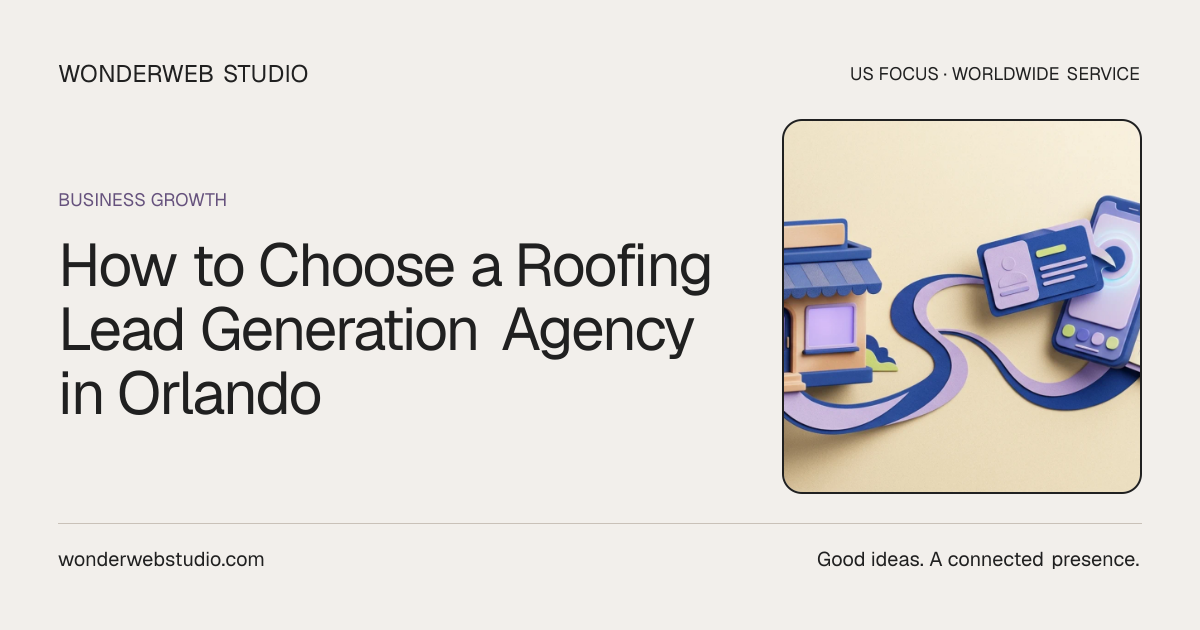 WONDERWEB STUDIO
US FOCUS · WORLDWIDE SERVICE
BUSINESS GROWTH
How to Choose a Roofing
Lead Generation Agency
in Orlando
wonderwebstudio.com
Good ideas. A connected presence.